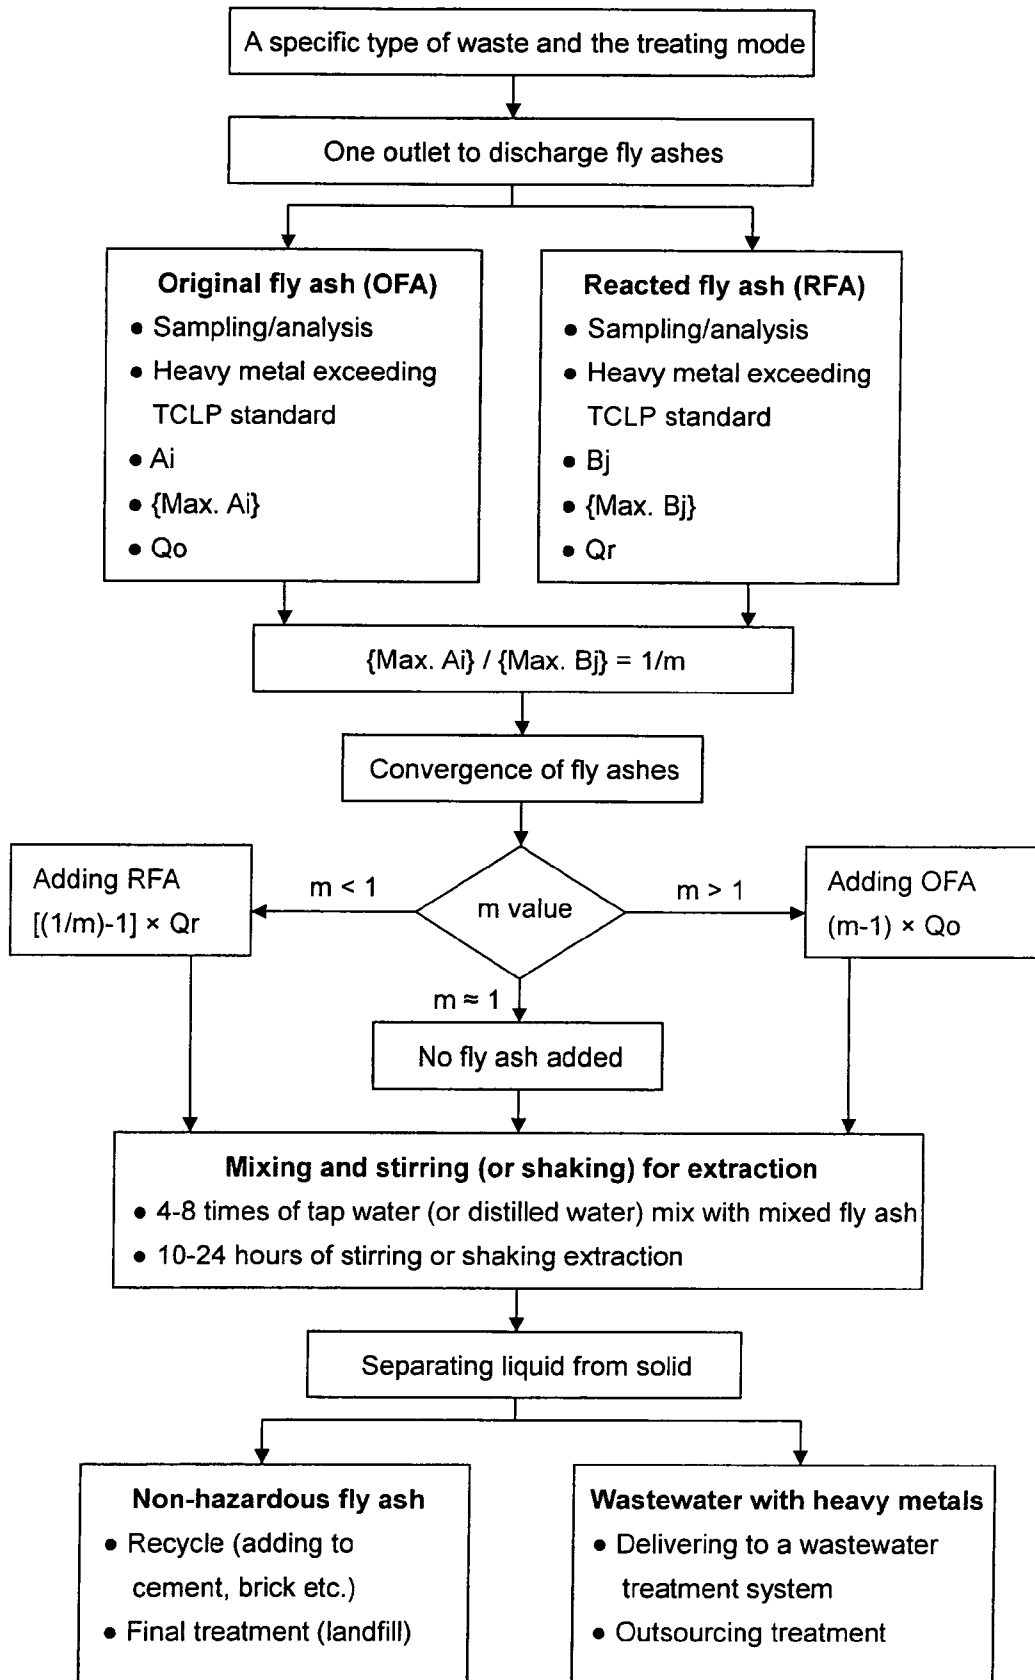 A specific type of waste and the treating mode
One outlet to discharge fly ashes
Original fly ash (OFA)
● Sampling/analysis
● Heavy metal exceeding
TCLP standard
● Ai
● {Max. Ai}
● Qo
Reacted fly ash (RFA)
● Sampling/analysis
● Heavy metal exceeding
TCLP standard
● Bj
● {Max. Bj}
● Qr
{Max. Ai} / {Max. Bj} = 1/m
Convergence of fly ashes
Adding RFA
[(1/m)-1] × Qr
m < 1
m value
m > 1
Adding OFA
(m-1) × Qo
m ≈ 1
No fly ash added
Mixing and stirring (or shaking) for extraction
● 4-8 times of tap water (or distilled water) mix with mixed fly ash
● 10-24 hours of stirring or shaking extraction
Separating liquid from solid
Non-hazardous fly ash
● Recycle (adding to
cement, brick etc.)
● Final treatment (landfill)
Wastewater with heavy metals
● Delivering to a wastewater
treatment system
● Outsourcing treatment